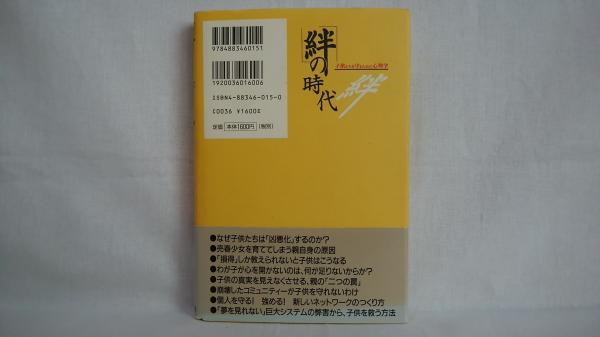 9784883460151
1920036016006
ISBN4-88346-015-0
C0036 ¥1600E
定価 本体1600円 (税別)
「絆」の時代
絆
●なぜ子供たちは「凶悪化」するのか?
●売春少女を育ててしまう親自身の原因
●「損得」しか教えられないと子供はこうなる
●わが子が心を開かないのは、何が足りないからか?
●子供の真実を見えなくさせる、親の「二つの罠」
●崩壊したコミュニティーが子供を守れないわけ
●個人を守る! 強める! 新しいネットワークのつくり方
●「夢を見れない」巨大システムの弊害から、子供を救う方法